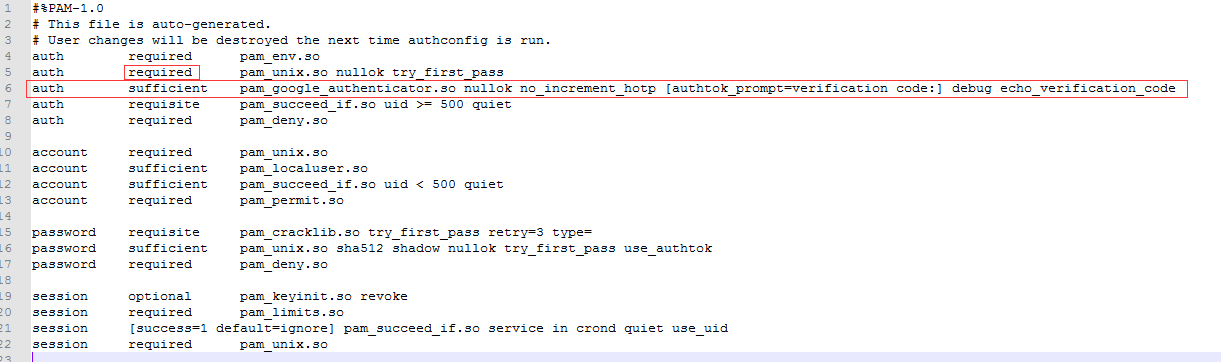 1 #%PAM-1.0
2 # This file is auto-generated.
3 # User changes will be destroyed the next time authconfig is run.
4 auth        required      pam_env.so
5 auth        required      pam_unix.so nullok try_first_pass
6 auth        sufficient    pam_google_authenticator.so nullok no_increment_hotp [authtok_prompt=verification code:] debug echo_verification_code
7 auth        requisite     pam_succeed_if.so uid >= 500 quiet
8 auth        required      pam_deny.so
9
10 account     required      pam_unix.so
11 account     sufficient    pam_localuser.so
12 account     sufficient    pam_succeed_if.so uid < 500 quiet
13 account     required      pam_permit.so
14
15 password    requisite     pam_cracklib.so try_first_pass retry=3 type=
16 password    sufficient    pam_unix.so sha512 shadow nullok try_first_pass use_authtok
17 password    required      pam_deny.so
18
19 session     optional      pam_keyinit.so revoke
20 session     required      pam_limits.so
21 session     [success=1 default=ignore] pam_succeed_if.so service in crond quiet use_uid
22 session     required      pam_unix.so
23